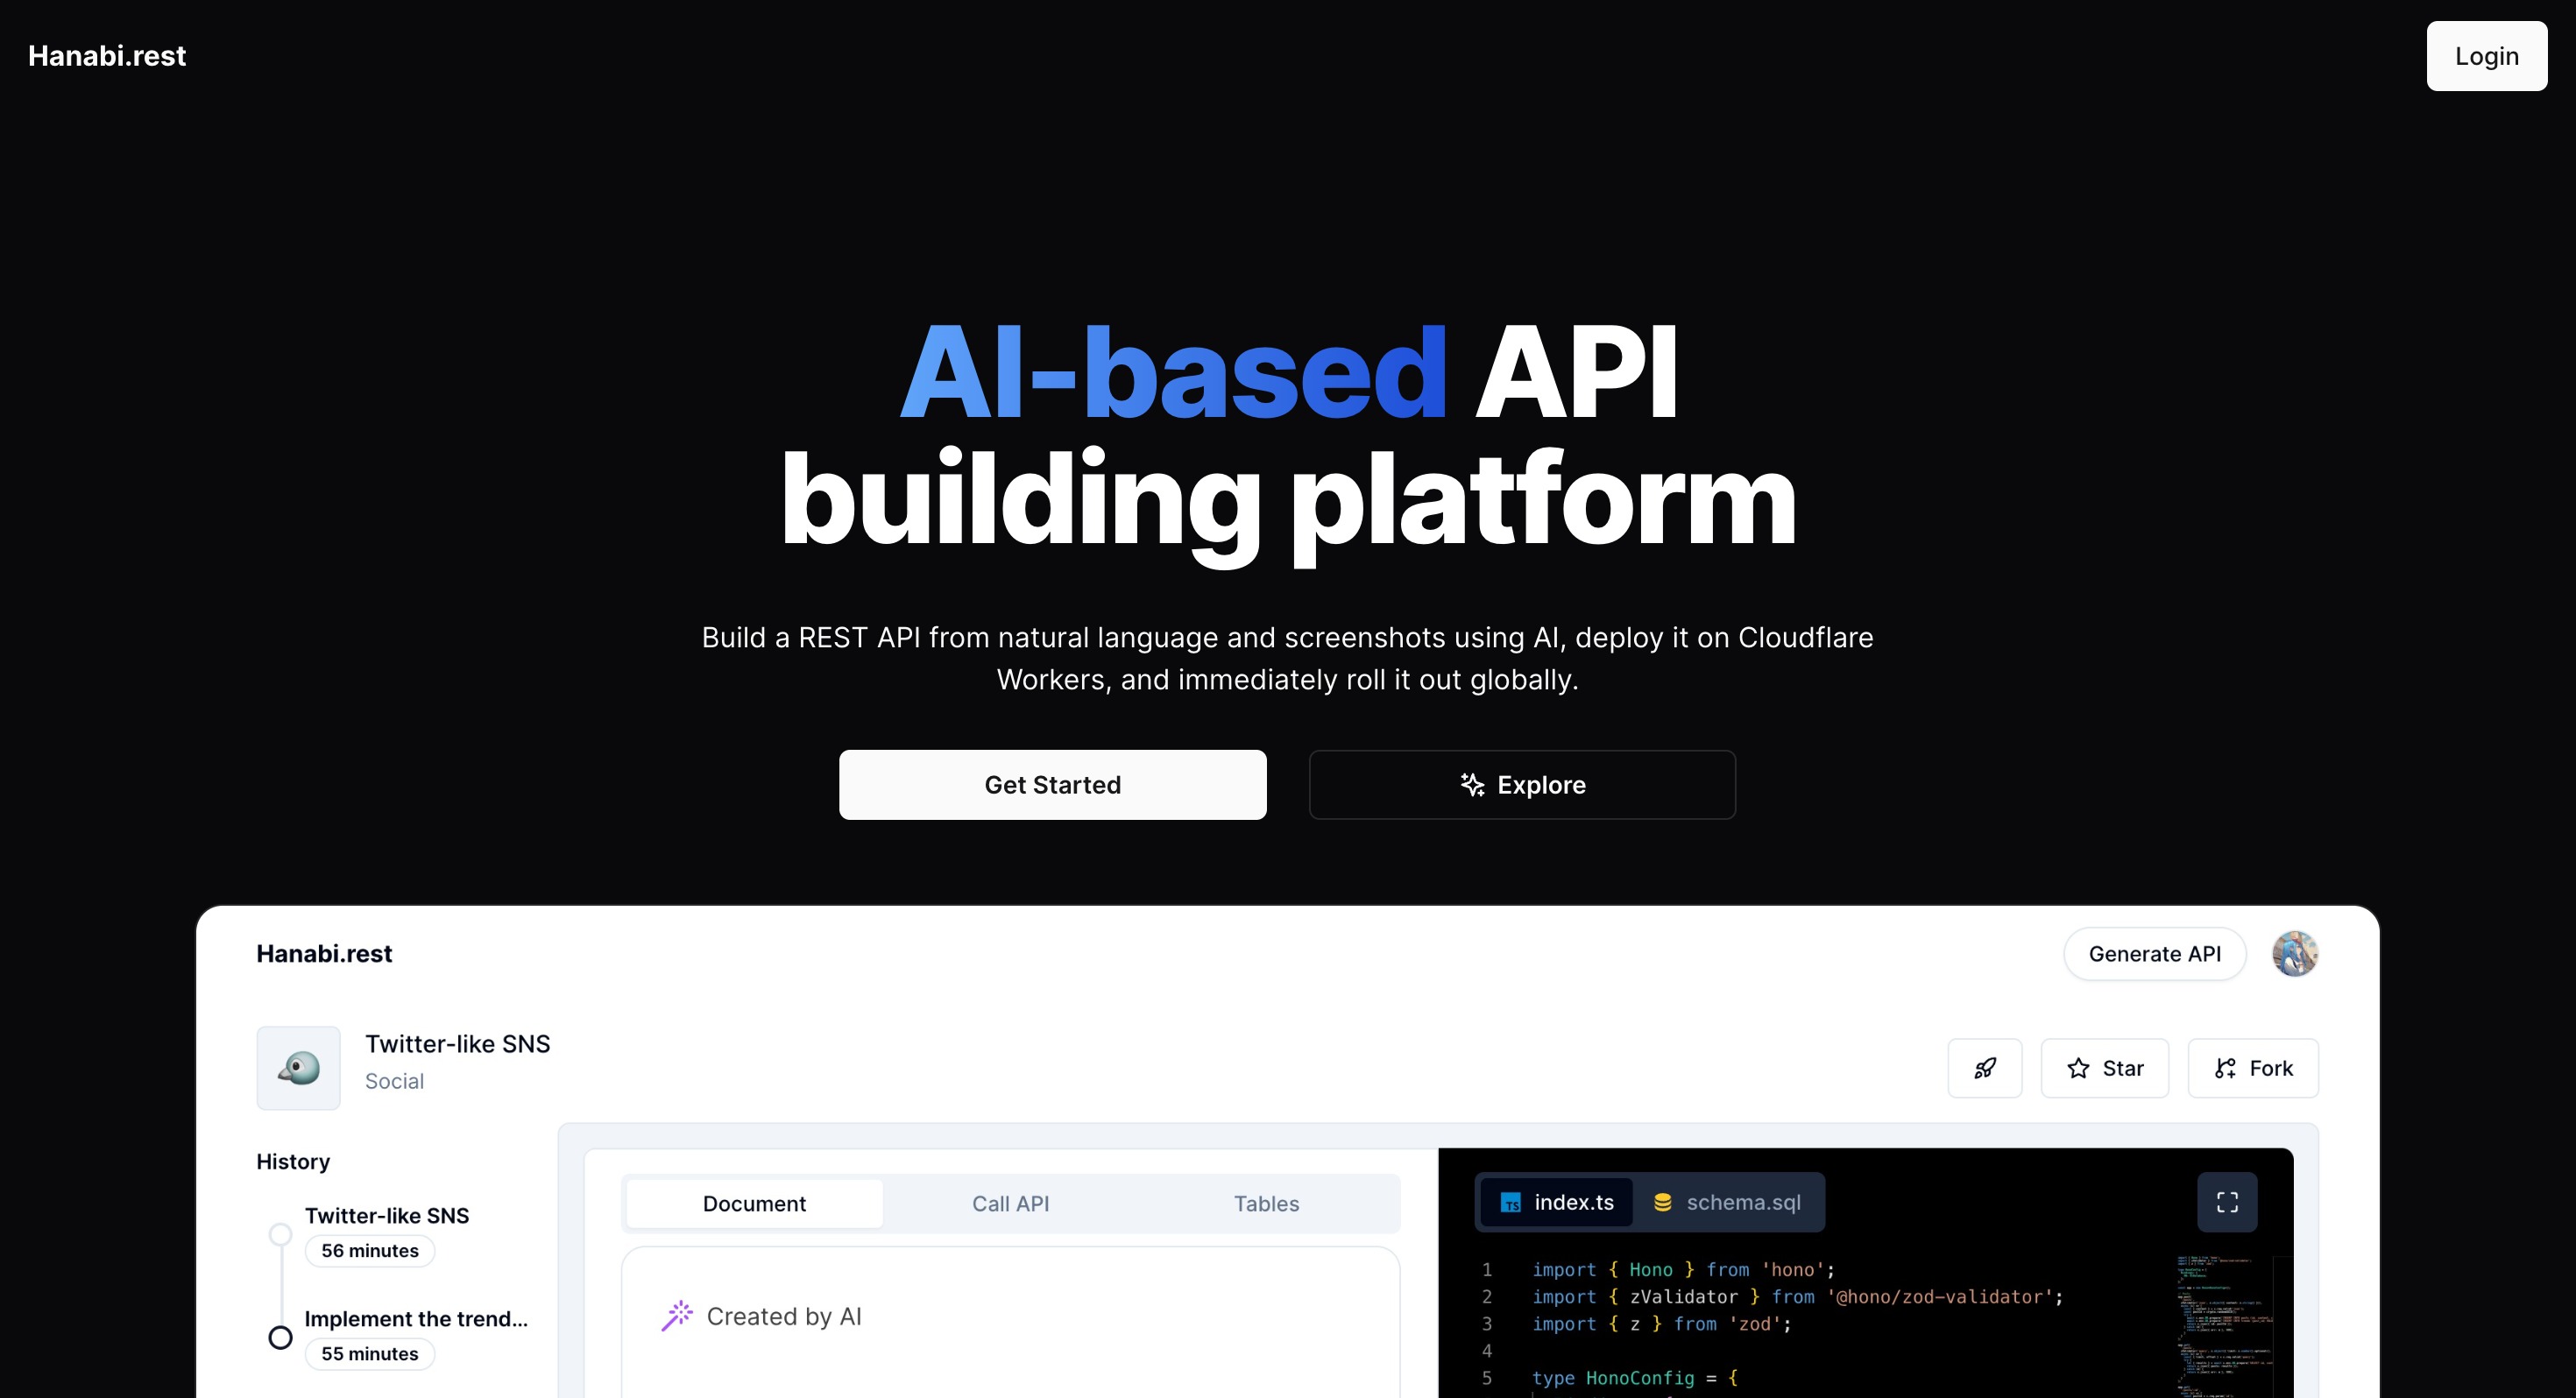 Hanabi.rest
Login
AI-based API
building platform
Build a REST API from natural language and screenshots using AI, deploy it on Cloudflare
Workers, and immediately roll it out globally.
Get Started
Explore
Hanabi.rest
Generate API
Twitter-like SNS
Social
Star
Fork
History
Twitter-like SNS
56 minutes
Implement the trend...
55 minutes
Document
Call API
Tables
Created by AI
TS index.ts
schema.sql
1 import { Hono } from 'hono';
2 import { zValidator } from '@hono/zod-validator';
3 import { z } from 'zod';
4
5 type HonoConfig = {